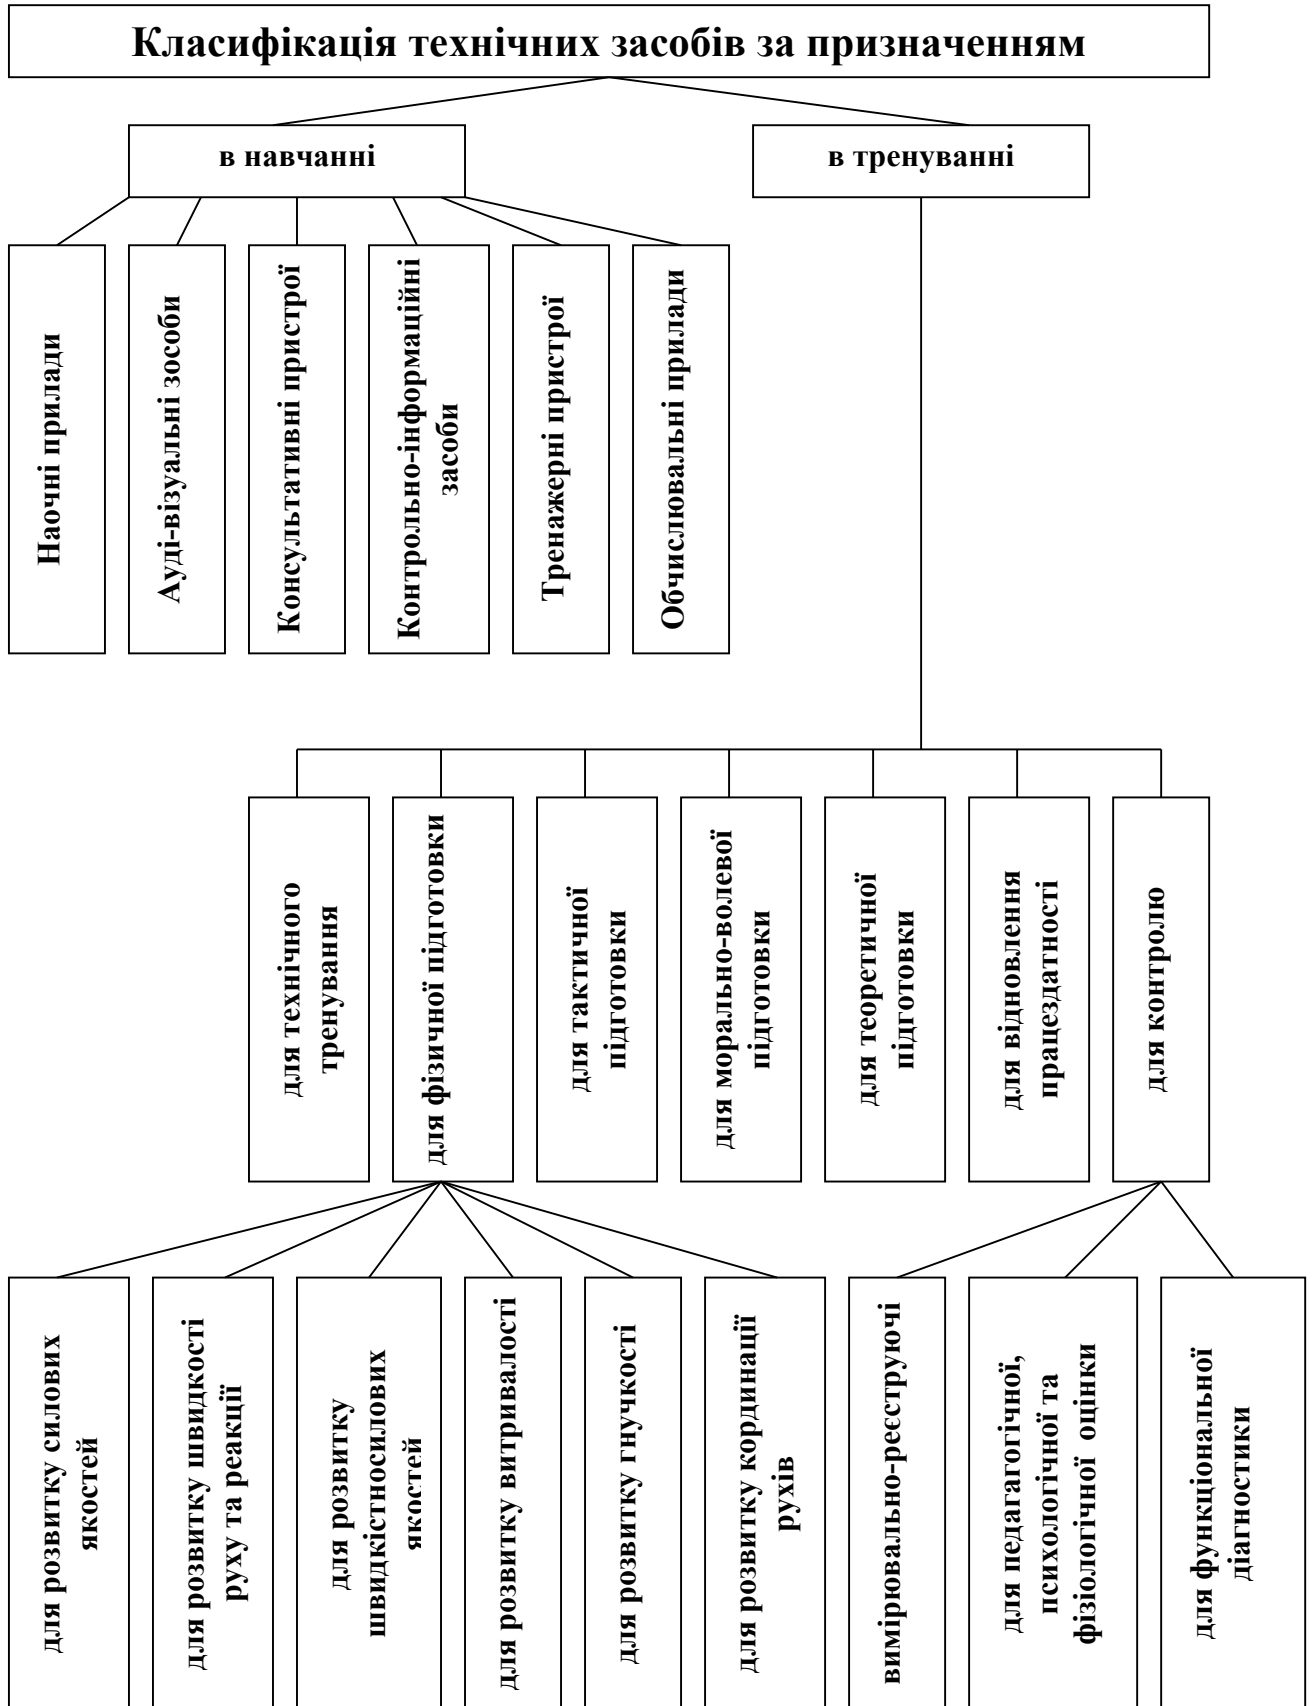 Класифікація технічних засобів за призначенням
в навчанні
в тренуванні
Наочні прилади
Ауді-візуальні зособи
Консультативні пристрої
Контрольно-інформаційні
засоби
Тренажерні пристрої
Обчислювальні прилади
для технічного
тренування
для фізичної підготовки
для тактичної
підготовки
для морально-волевої
підготовки
для теоретичної
підготовки
для відновлення
працездатності
для контролю
для розвитку силових
якостей
для розвитку швидкості
руху та реакції
для розвитку
швидкістносилових
якостей
для розвитку витривалості
для розвитку гнучкості
для розвитку кординації
рухів
вимірювально-реєструючі
для педагагогічної,
психологічної та
фізіологічної оцінки
для функціональної
діагностики